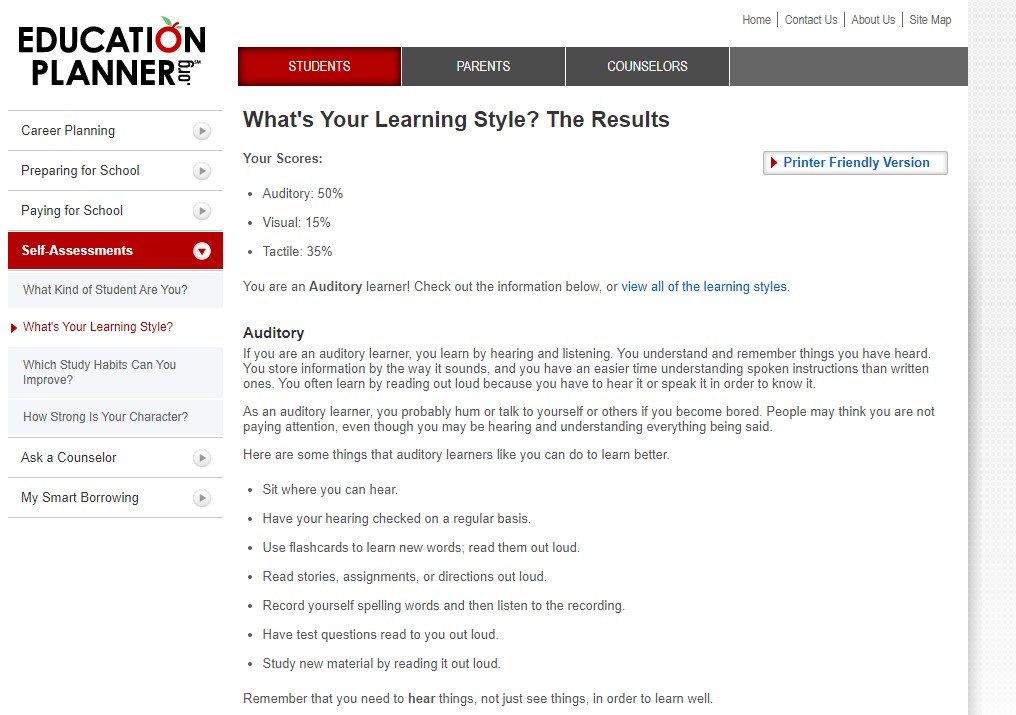 Home | Contact Us | About Us | Site Map
EDUCATION
PLANNER.org℠
STUDENTS
PARENTS
COUNSELORS
Career Planning
Preparing for School
Paying for School
Self-Assessments
What Kind of Student Are You?
What's Your Learning Style?
Which Study Habits Can You
Improve?
How Strong Is Your Character?
Ask a Counselor
My Smart Borrowing
What's Your Learning Style? The Results
Your Scores:
Printer Friendly Version
• Auditory: 50%
• Visual: 15%
• Tactile: 35%
You are an Auditory learner! Check out the information below, or view all of the learning styles.
Auditory
If you are an auditory learner, you learn by hearing and listening. You understand and remember things you have heard.
You store information by the way it sounds, and you have an easier time understanding spoken instructions than written
ones. You often learn by reading out loud because you have to hear it or speak it in order to know it.
As an auditory learner, you probably hum or talk to yourself or others if you become bored. People may think you are not
paying attention, even though you may be hearing and understanding everything being said.
Here are some things that auditory learners like you can do to learn better.
• Sit where you can hear.
• Have your hearing checked on a regular basis.
• Use flashcards to learn new words; read them out loud.
• Read stories, assignments, or directions out loud.
• Record yourself spelling words and then listen to the recording.
• Have test questions read to you out loud.
• Study new material by reading it out loud.
Remember that you need to hear things, not just see things, in order to learn well.